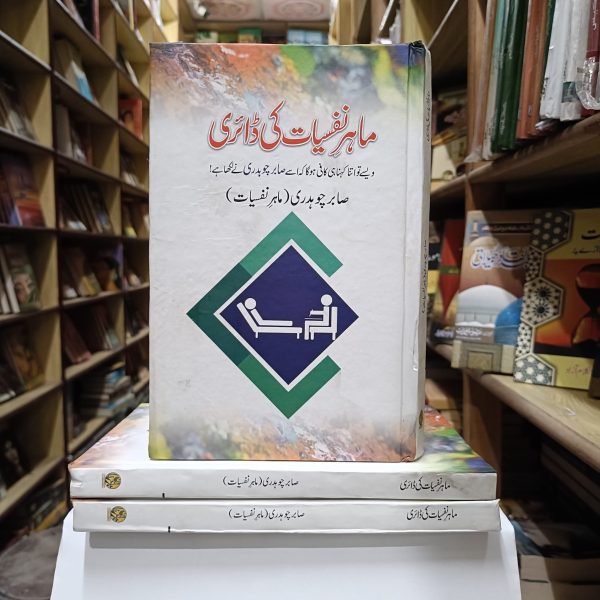 ماہر نفسیات کی ڈائری
ویسے تو اتنا کہنا ہی کافی ہوگا کہ اسے صابر چوہدری نے لکھا ہے!
صابر چوہدری (ماہر نفسیات)
ماہر نفسیات کی ڈائری صابر چوہدری (ماہر نفسیات)
ماہر نفسیات کی ڈائری صابر چوہدری (ماہر نفسیات)